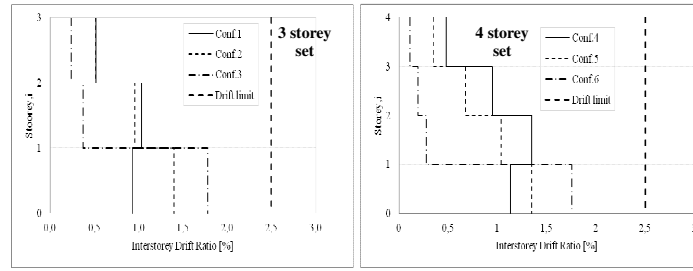 3 storey
set
Conf.1
Conf.2
Conf.3
Drift limit
Stoorey,i
3
2
1
0
0,0 0,5 1,0 1,5 2,0 2,5 3,0
Interstorey Drift Ratio [%]
4 storey
set
Conf.4
Conf.5
Conf.6
Drift limit
Storey,i
4
3
2
1
0
0 0,5 1 1,5 2 2,5
Interstorey Drift Ratio [%]